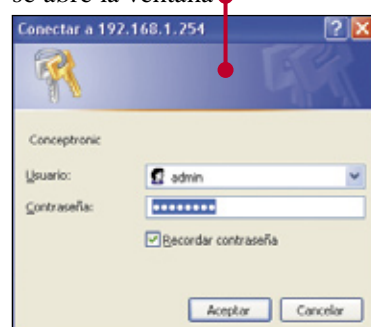 se abre la ventana
Conectar a 192.168.1.254
Conceptronic
Usuario:
admin
Contraseña:
••••••••
Recordar contraseña
Aceptar
Cancelar